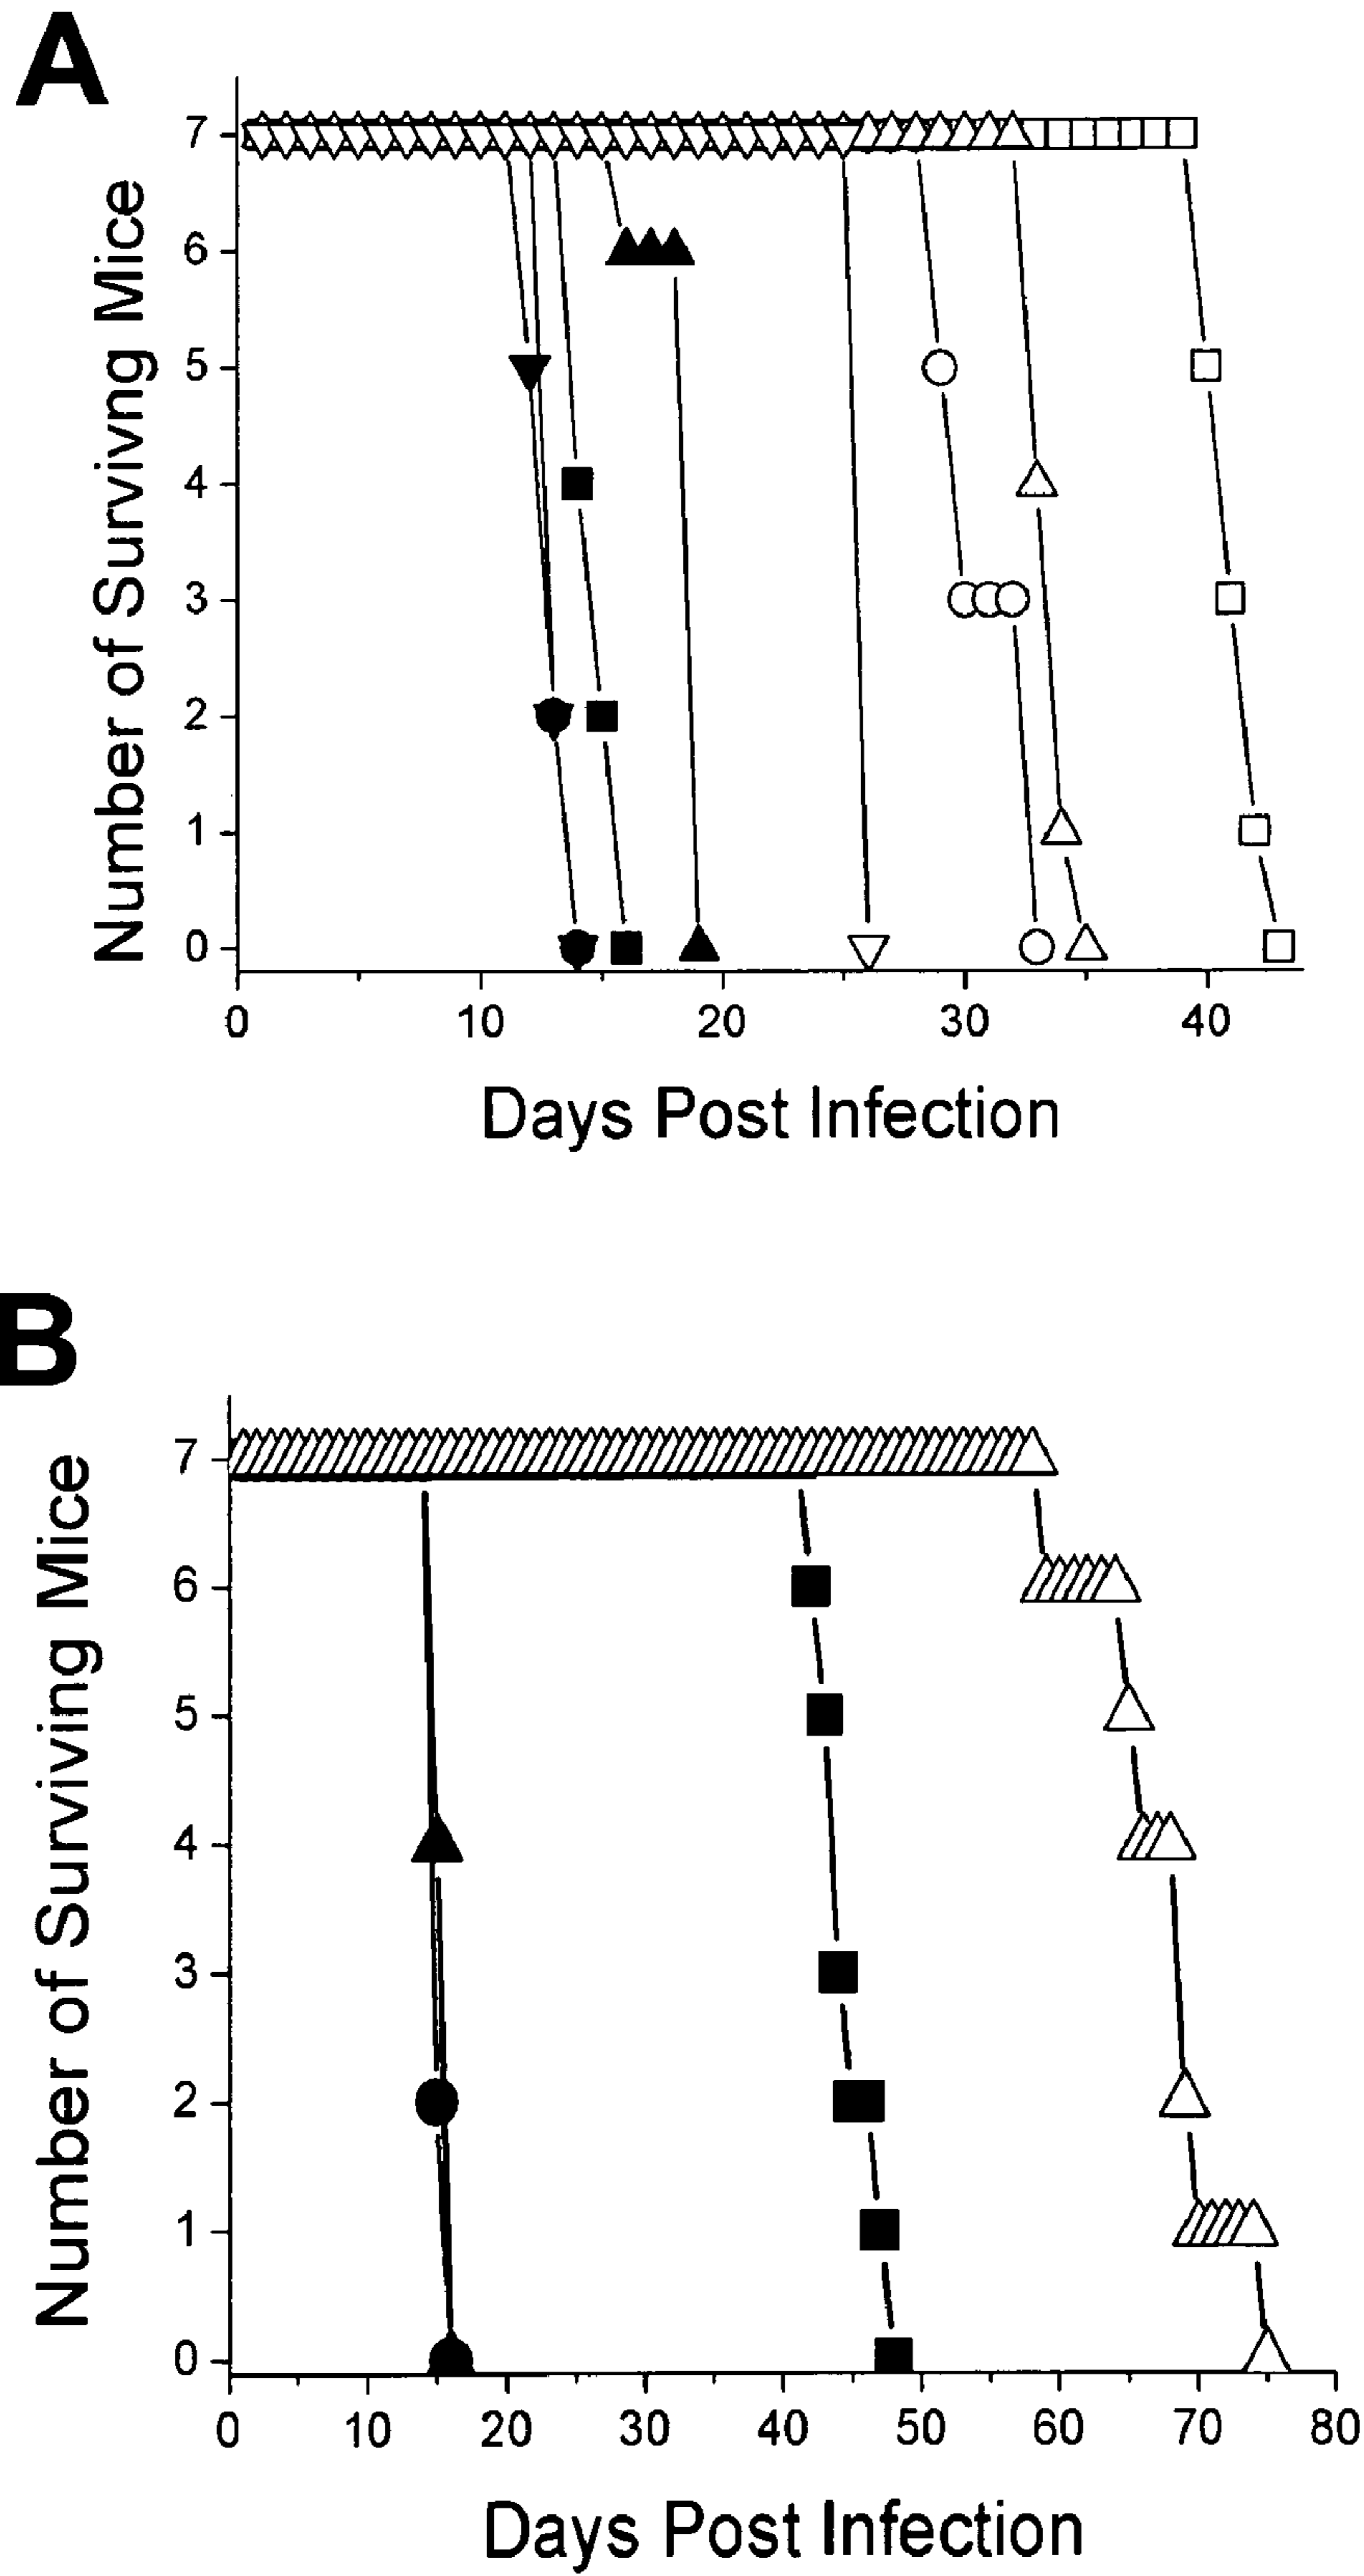 A
Number of Survivng Mice
7
6
5
4
3
2
1
0
0 10 20 30 40
Days Post Infection
B
Number of Surviving Mice
7
6
5
4
3
2
1
0
0 10 20 30 40 50 60 70 80
Days Post Infection